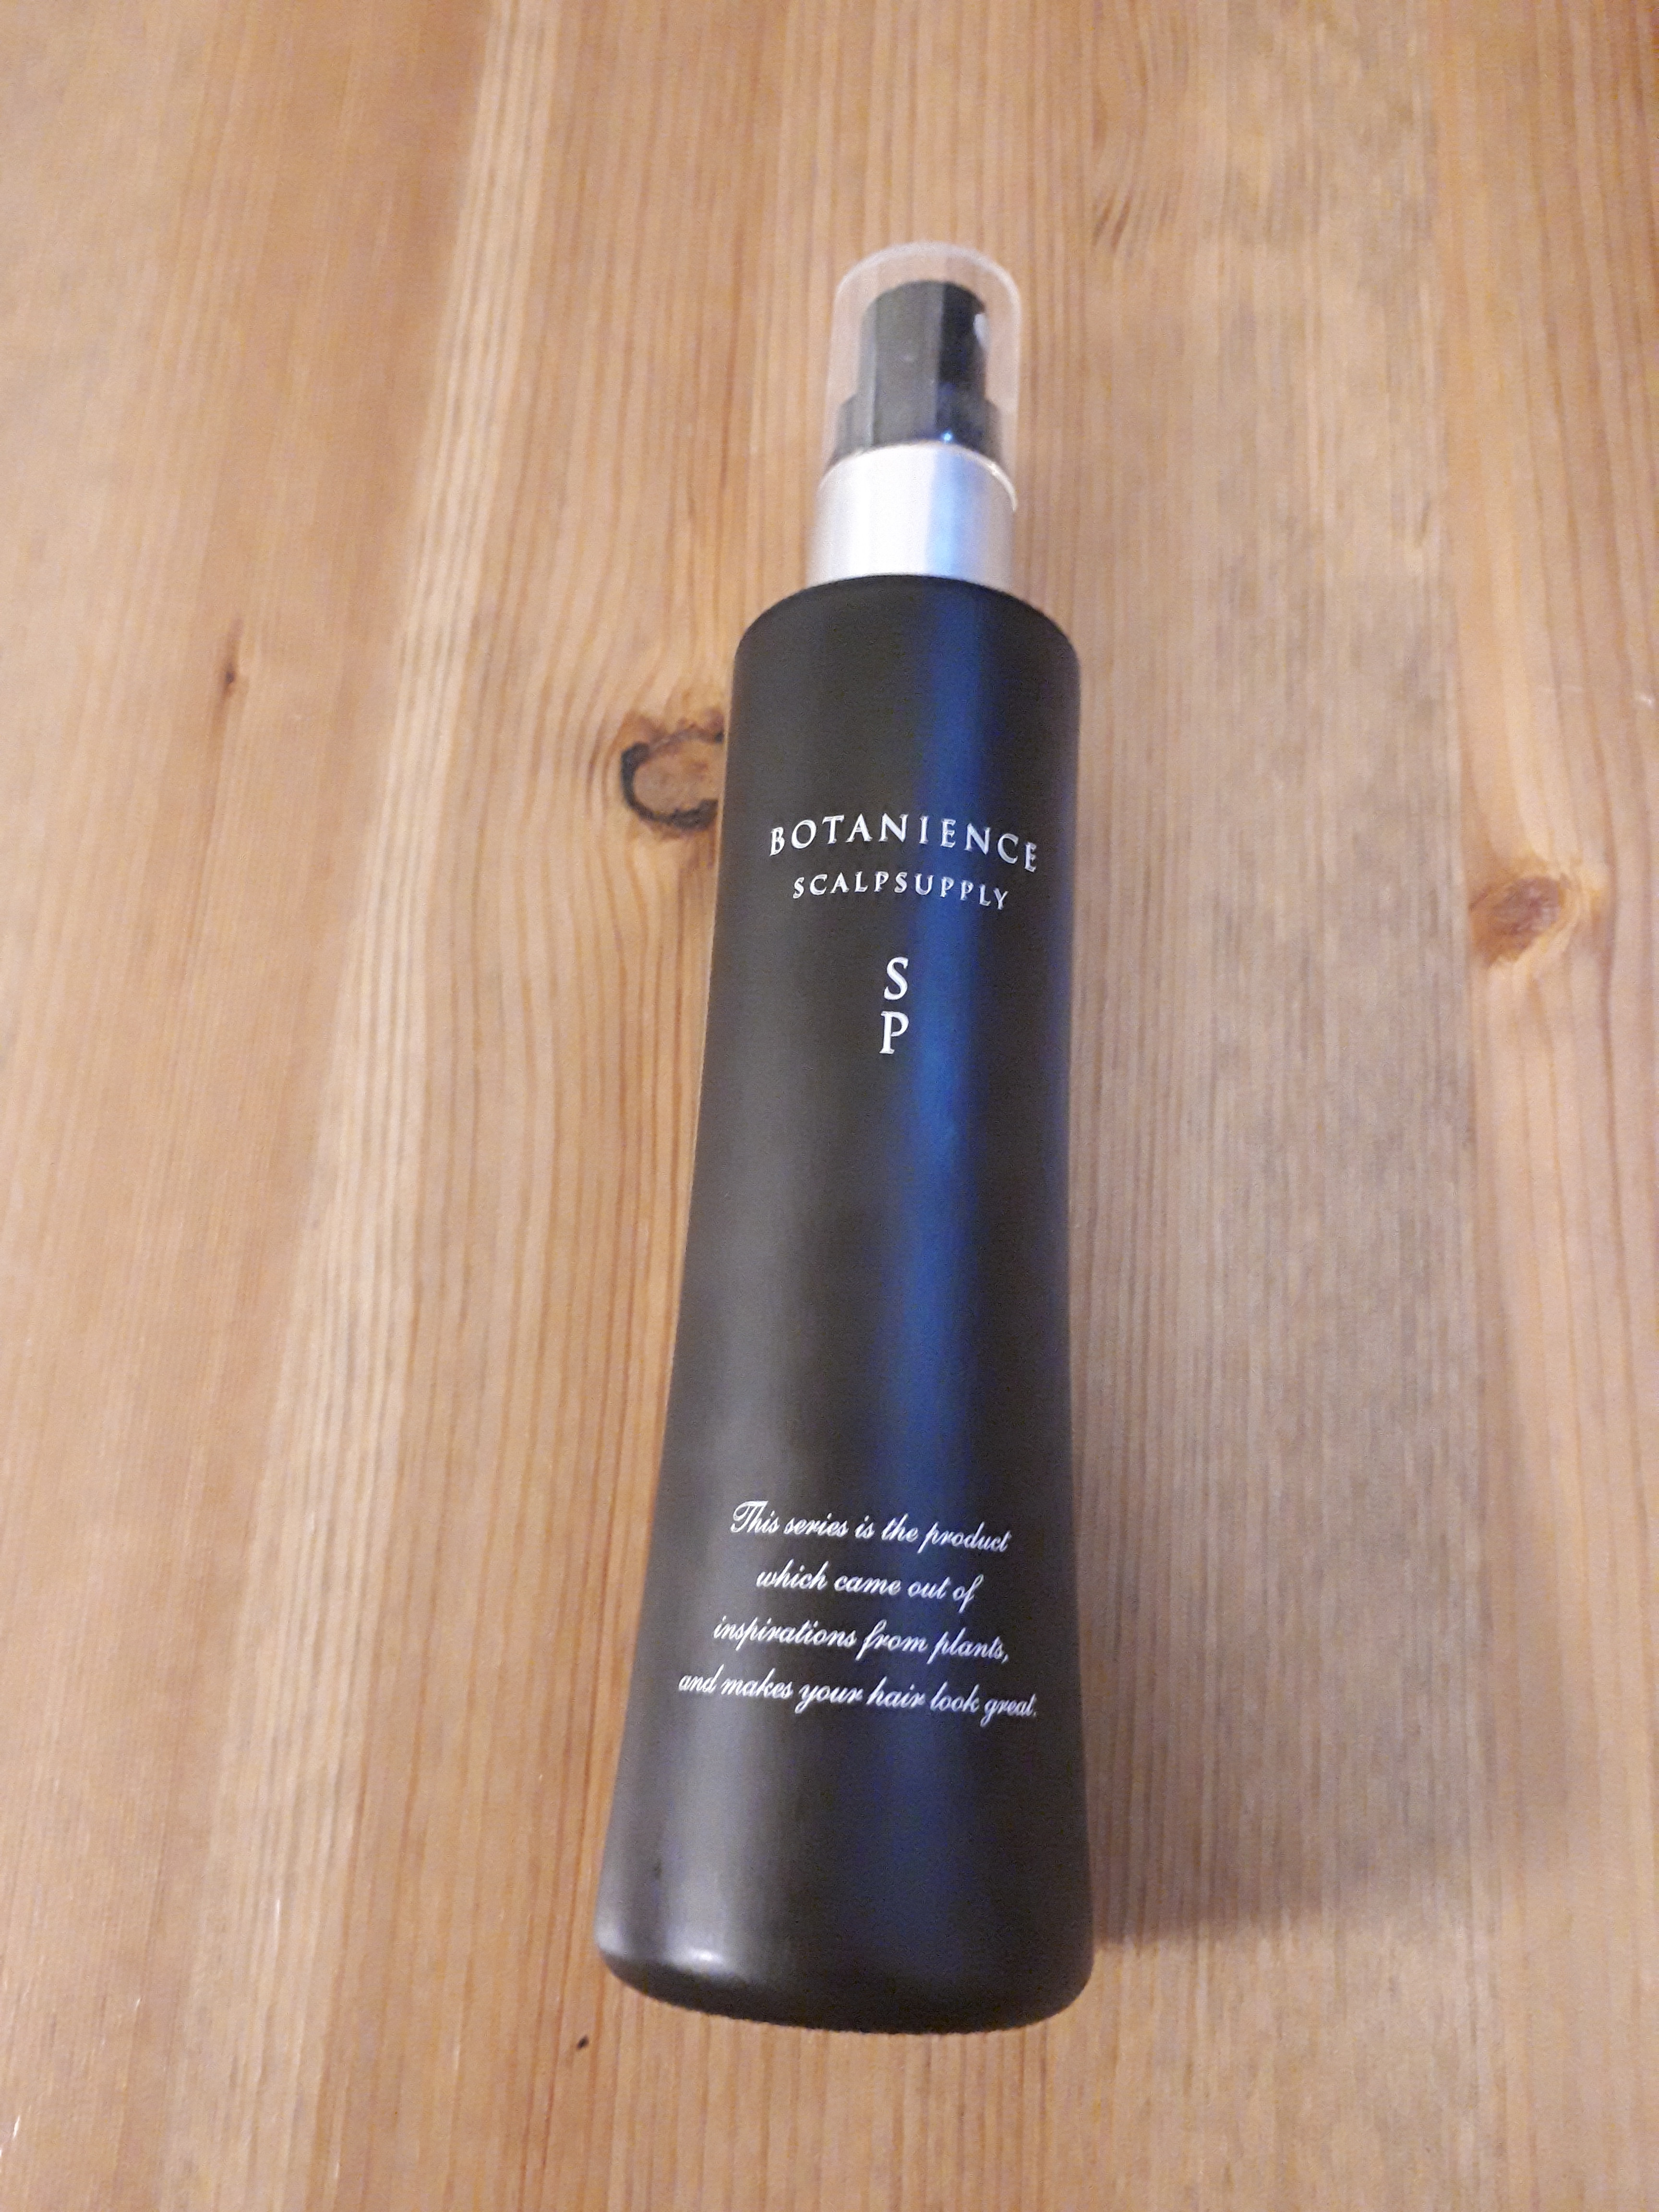 BOTANIENCE
SCALPSUPPLY
S
P
This series is the product
which came out of
inspirations from plants,
and makes your hair look great.